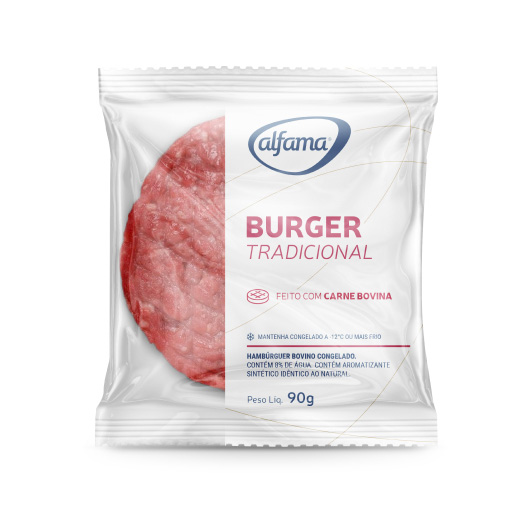 alfama®
BURGER
TRADICIONAL
FEITO COM CARNE BOVINA
MANTENHA CONGELADO A -12°C OU MAIS FRIO
HAMBÚRGUER BOVINO CONGELADO.
CONTÉM 8% DE ÁGUA. CONTÉM AROMATIZANTE
SINTÉTICO IDÊNTICO AO NATURAL.
Peso Líq. 90g